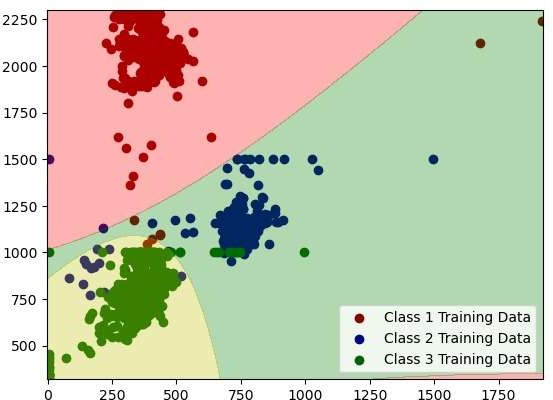 2250
2000
1750
1500
1250
1000
750
500
Class 1 Training Data
Class 2 Training Data
Class 3 Training Data
0 250 500 750 1000 1250 1500 1750